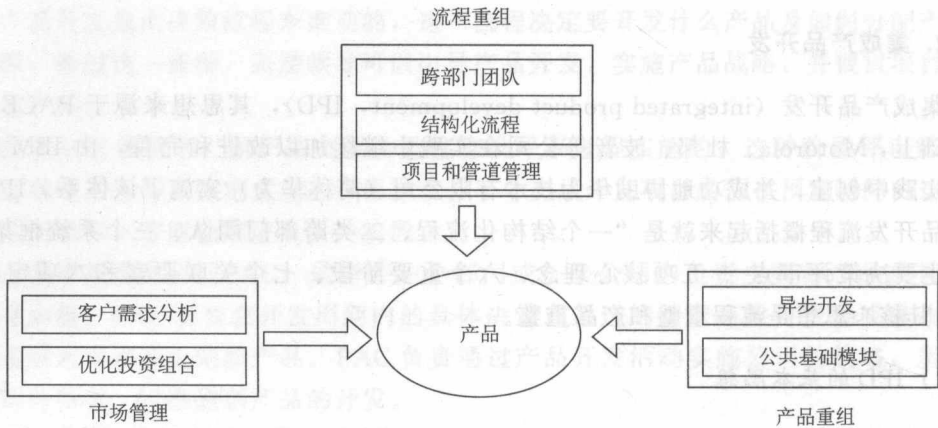 流程重组
跨部门团队
结构化流程
项目和管道管理
客户需求分析
优化投资组合
市场管理
产品
异步开发
公共基础模块
产品重组